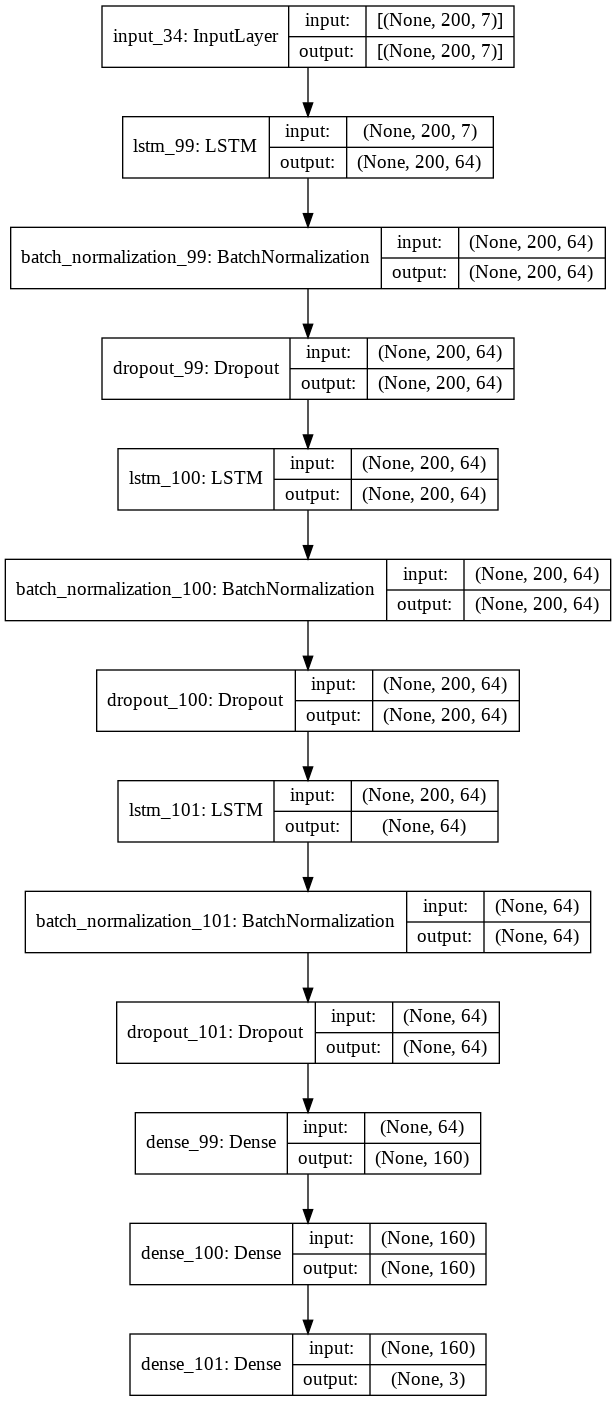 input_34: InputLayer
input: [(None, 200, 7)]
output: [(None, 200, 7)]
lstm_99: LSTM
input: (None, 200, 7)
output: (None, 200, 64)
batch_normalization_99: BatchNormalization
input: (None, 200, 64)
output: (None, 200, 64)
dropout_99: Dropout
input: (None, 200, 64)
output: (None, 200, 64)
lstm_100: LSTM
input: (None, 200, 64)
output: (None, 200, 64)
batch_normalization_100: BatchNormalization
input: (None, 200, 64)
output: (None, 200, 64)
dropout_100: Dropout
input: (None, 200, 64)
output: (None, 200, 64)
lstm_101: LSTM
input: (None, 200, 64)
output: (None, 64)
batch_normalization_101: BatchNormalization
input: (None, 64)
output: (None, 64)
dropout_101: Dropout
input: (None, 64)
output: (None, 64)
dense_99: Dense
input: (None, 64)
output: (None, 160)
dense_100: Dense
input: (None, 160)
output: (None, 160)
dense_101: Dense
input: (None, 160)
output: (None, 3)